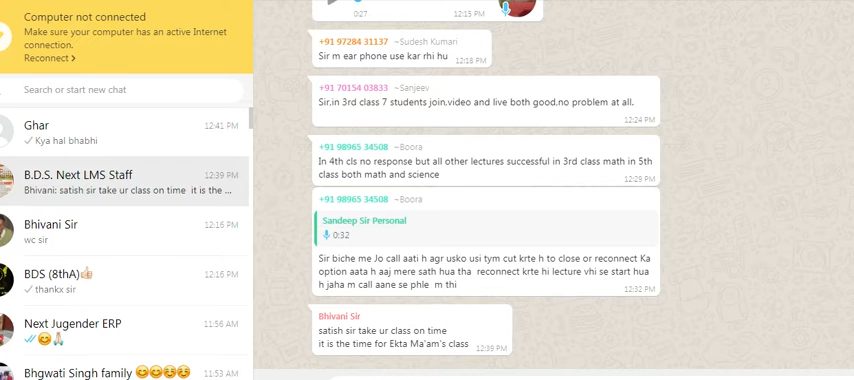 Computer not connected
Make sure your computer has an active Internet
connection.
Reconnect >
Search or start new chat
Ghar 12:41 PM
Kya hal bhabhi
B.D.S. Next LMS Staff 12:39 PM
Bhivani: satish sir take ur class on time it is the ...
Bhivani Sir 12:16 PM
wc sir
BDS (8thA)👍🏻 12:16 PM
thankx sir
Next Jugender ERP 11:56 AM
😊🙏🏻
Bhgwati Singh family 😊😊☺️☺️ 11:53 AM
0:27 12:15 PM
+91 97284 31137 ~Sudesh Kumari
Sir m ear phone use kar rhi hu 12:18 PM
+91 70154 03833 ~Sanjeev
Sir,in 3rd class 7 students join,video and live both good.no problem at all.
12:24 PM
+91 98965 34508 ~Boora
In 4th cls no response but all other lectures successful in 3rd class math in 5th
class both math and science 12:29 PM
+91 98965 34508 ~Boora
Sandeep Sir Personal
0:32
Sir biche me Jo call aati h agr usko usi tym cut krte h to close or reconnect Ka
option aata h aaj mere sath hua tha reconnect krte hi lecture vhi se start hua
h jaha m call aane se phle m thi 12:32 PM
Bhivani Sir
satish sir take ur class on time
it is the time for Ekta Ma'am's class 12:39 PM